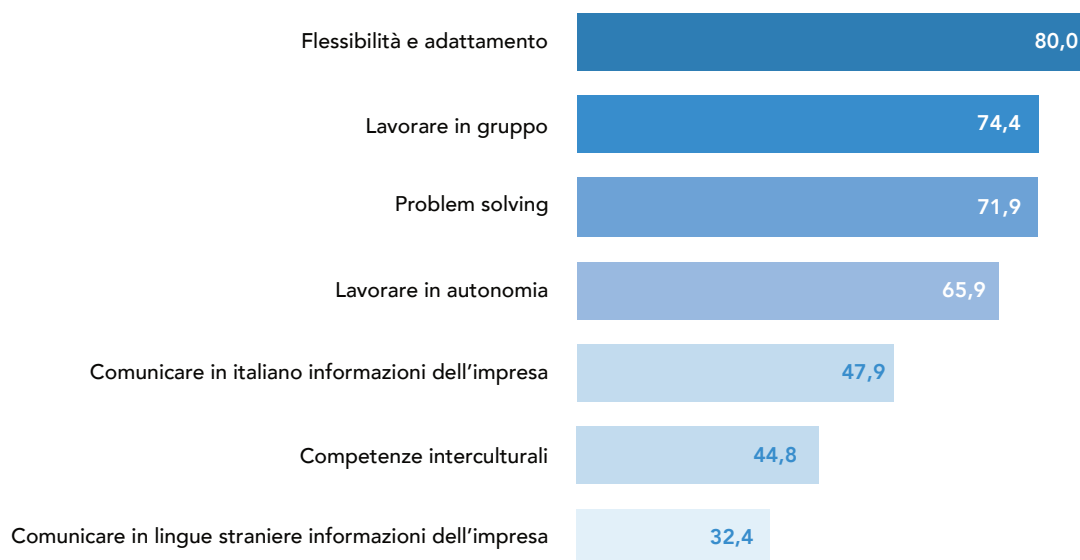 Flessibilità e adattamento 80,0
Lavorare in gruppo 74,4
Problem solving 71,9
Lavorare in autonomia 65,9
Comunicare in italiano informazioni dell’impresa 47,9
Competenze interculturali 44,8
Comunicare in lingue straniere informazioni dell’impresa 32,4